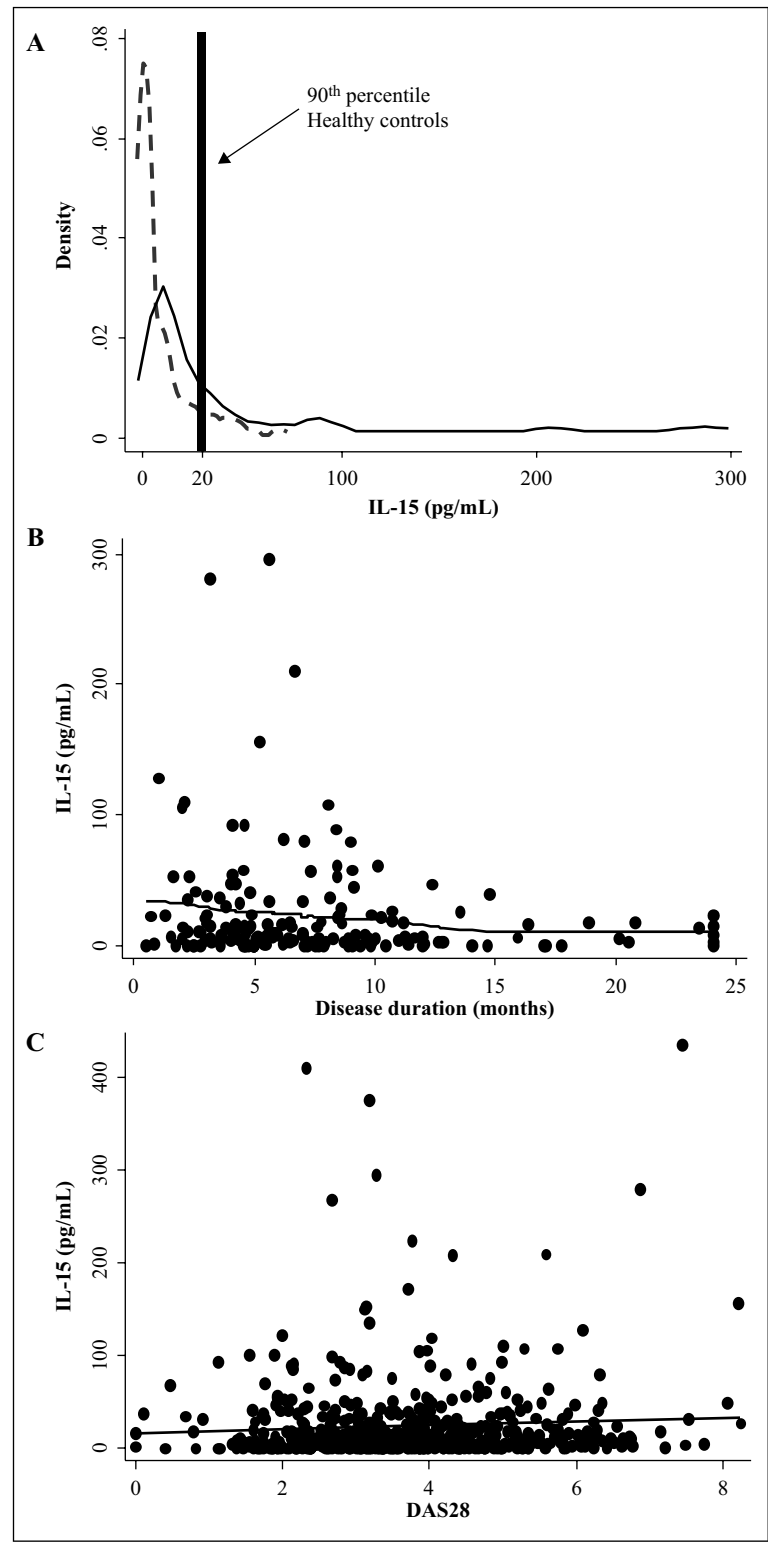 A
.08
.06
.04
.02
0
Density
90th percentile
Healthy controls
0 20 100 200 300
IL-15 (pg/mL)
B
300
200
100
0
IL-15 (pg/mL)
0 5 10 15 20 25
Disease duration (months)
C
400
300
200
100
0
IL-15 (pg/mL)
0 2 4 6 8
DAS28